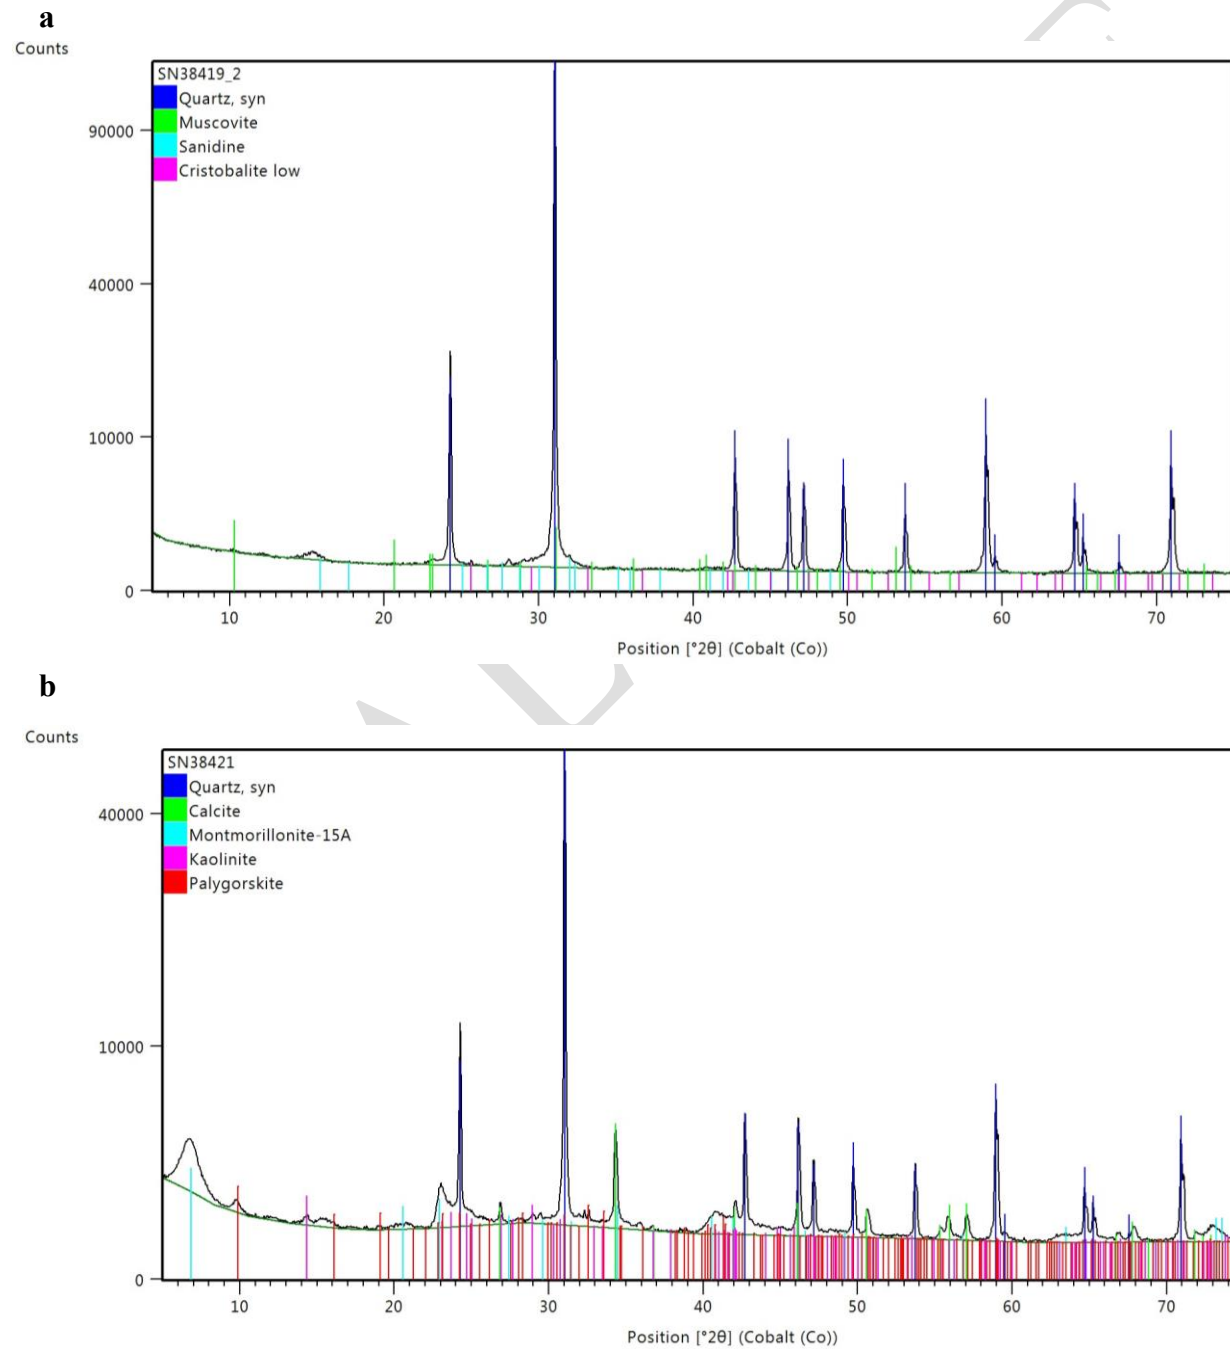 a
Counts
SN38419_2
Quartz, syn
Muscovite
Sanidine
Cristobalite low
90000
40000
10000
0
10 20 30 40 50 60 70
Position [°2θ] (Cobalt (Co))
b
Counts
SN38421
Quartz, syn
Calcite
Montmorillonite-15A
Kaolinite
Palygorskite
40000
10000
0
10 20 30 40 50 60 70
Position [°2θ] (Cobalt (Co))